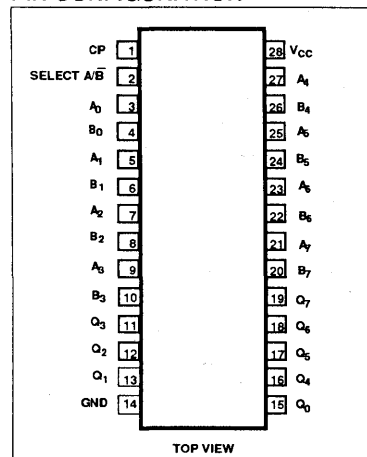 PIN CONFIGURATION
CP 1 28 V_CC
SELECT A/B̅ 2 27 A₄
A₀ 3 26 B₄
B₀ 4 25 A₅
A₁ 5 24 B₅
B₁ 6 23 A₆
A₂ 7 22 B₆
B₂ 8 21 A₇
A₃ 9 20 B₇
B₃ 10 19 Q₇
Q₃ 11 18 Q₆
Q₂ 12 17 Q₅
Q₁ 13 16 Q₄
GND 14 15 Q₀
TOP VIEW